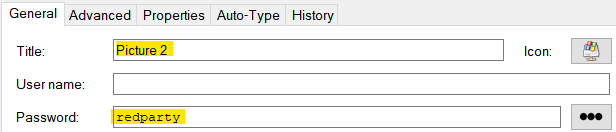 General Advanced Properties Auto-Type History
Title: Picture 2 Icon:
User name:
Password: redparty